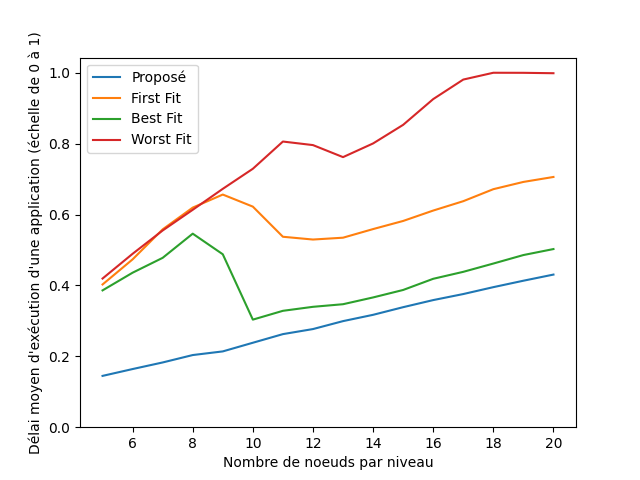 Délai moyen d'exécution d'une application (échelle de 0 à 1)
1.0
0.8
0.6
0.4
0.2
0.0
Proposé
First Fit
Best Fit
Worst Fit
6 8 10 12 14 16 18 20
Nombre de noeuds par niveau